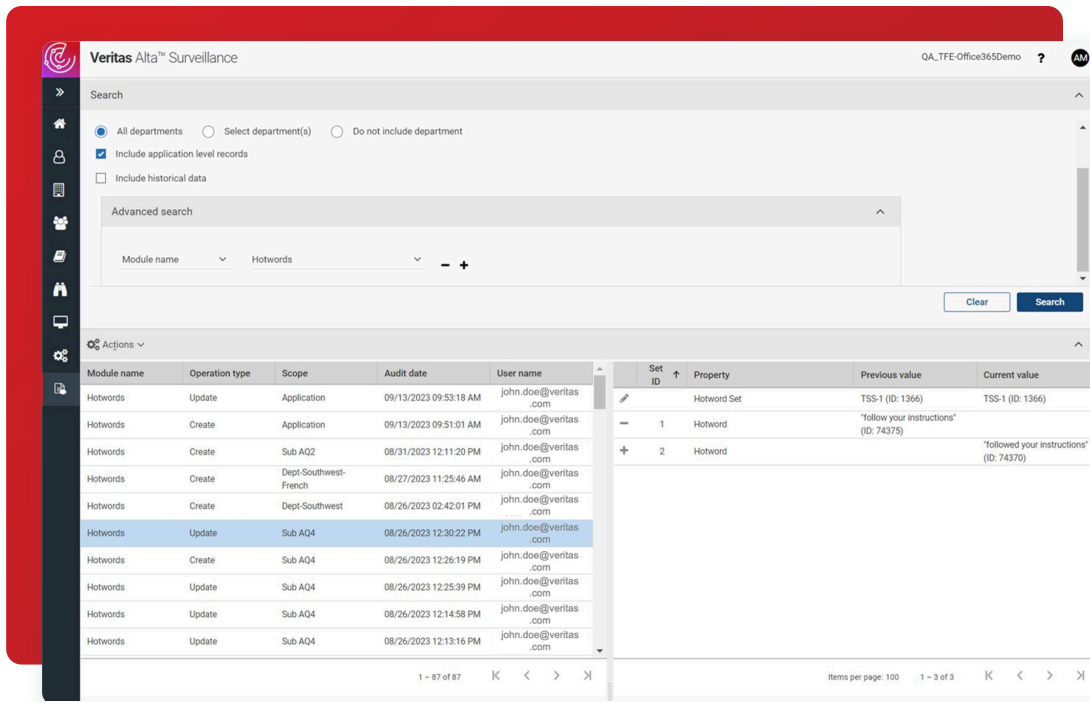 Veritas Alta™ Surveillance
QA_TFE-Office365Demo ? AM
Search
All departments Select department(s) Do not include department
Include application level records
Include historical data
Advanced search
Module name Hotwords
Clear Search
Actions
Module name Operation type Scope Audit date User name
Hotwords Update Application 09/13/2023 09:53:18 AM john.doe@veritas
.com
Hotwords Create Application 09/13/2023 09:51:01 AM john.doe@veritas
.com
Hotwords Create Sub AQ2 08/31/2023 12:11:20 PM john.doe@veritas
.com
Hotwords Create Dept-Southwest- 08/27/2023 11:25:46 AM john.doe@veritas
French .com
Hotwords Create Dept-Southwest 08/26/2023 02:42:01 PM john.doe@veritas
.com
Hotwords Update Sub AQ4 08/26/2023 12:30:22 PM john.doe@veritas
.com
Hotwords Create Sub AQ4 08/26/2023 12:26:19 PM john.doe@veritas
.com
Hotwords Update Sub AQ4 08/26/2023 12:25:39 PM john.doe@veritas
.com
Hotwords Update Sub AQ4 08/26/2023 12:14:58 PM john.doe@veritas
.com
Hotwords Update Sub AQ4 08/26/2023 12:13:16 PM john.doe@veritas
.com
1 – 87 of 87
Set Property Previous value Current value
ID
Hotword Set TSS-1 (ID: 1366) TSS-1 (ID: 1366)
1 Hotword "follow your instructions"
(ID: 74375)
2 Hotword "followed your instructions"
(ID: 74370)
Items per page: 100 1 – 3 of 3